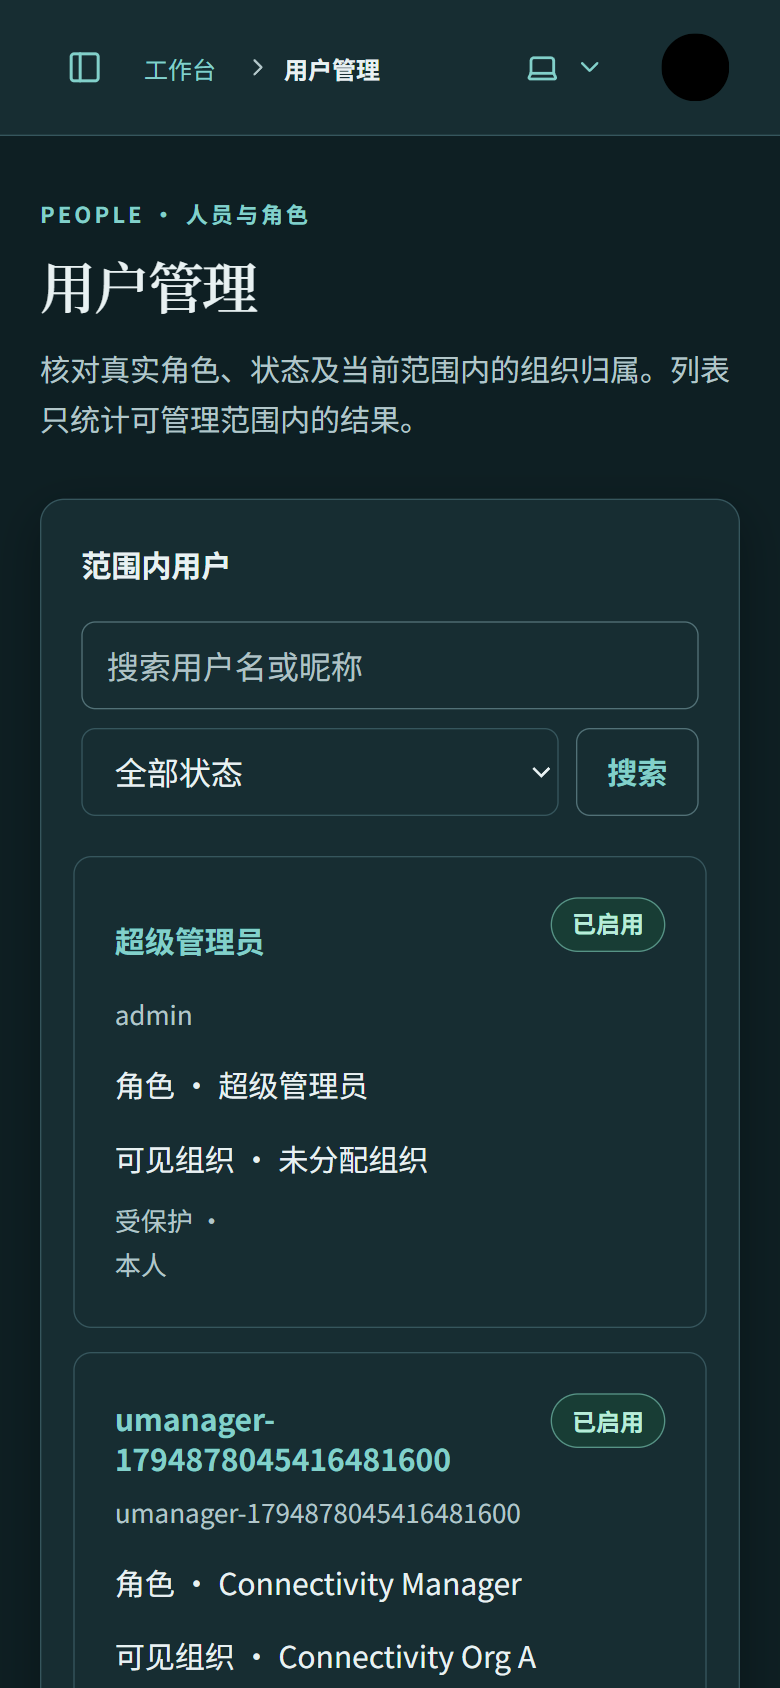 工作台 > 用户管理
PEOPLE • 人员与角色
用户管理
核对真实角色、状态及当前范围内的组织归属。列表
只统计可管理范围内的结果。
范围内用户
搜索用户名或昵称
全部状态 搜索
超级管理员 已启用
admin
角色 • 超级管理员
可见组织 • 未分配组织
受保护 •
本人
umanager- 已启用
1794878045416481600
umanager-1794878045416481600
角色 • Connectivity Manager
可见组织 • Connectivity Org A